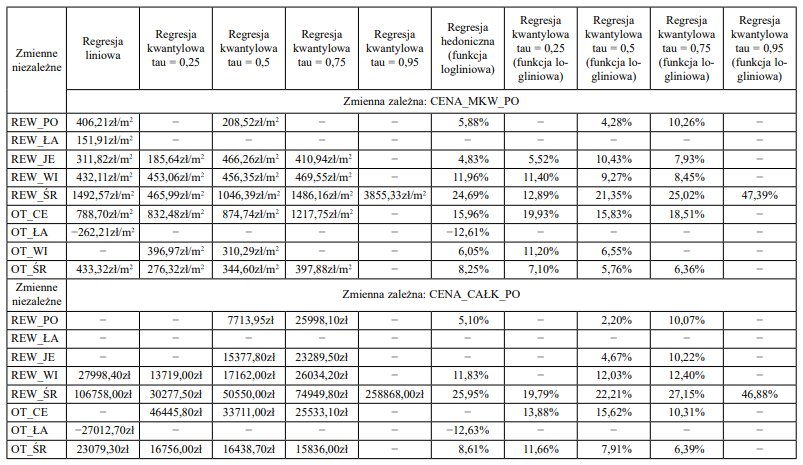 Zmienne niezależne | Regresja liniowa | Regresja kwantylowa tau = 0,25 | Regresja kwantylowa tau = 0,5 | Regresja kwantylowa tau = 0,75 | Regresja kwantylowa tau = 0,95 | Regresja hedoniczna (funkcja logliniowa) | Regresja kwantylowa tau = 0,25 (funkcja lo-gliniowa) | Regresja kwantylowa tau = 0,5 (funkcja lo-gliniowa) | Regresja kwantylowa tau = 0,75 (funkcja lo-gliniowa) | Regresja kwantylowa tau = 0,95 (funkcja lo-gliniowa)
Zmienna zależna: CENA_MKW_PO
REW_PO | 406,21zł/m² | – | 208,52zł/m² | – | – | 5,88% | – | 4,28% | 10,26% | –
REW_ŁA | 151,91zł/m² | – | – | – | – | – | – | – | – | –
REW_JE | 311,82zł/m² | 185,64zł/m² | 466,26zł/m² | 410,94zł/m² | – | 4,83% | 5,52% | 10,43% | 7,93% | –
REW_WI | 432,11zł/m² | 453,06zł/m² | 456,35zł/m² | 469,55zł/m² | – | 11,96% | 11,40% | 9,27% | 8,45% | –
REW_ŚR | 1492,57zł/m² | 465,99zł/m² | 1046,39zł/m² | 1486,16zł/m² | 3855,33zł/m² | 24,69% | 12,89% | 21,35% | 25,02% | 47,39%
OT_CE | 788,70zł/m² | 832,48zł/m² | 874,74zł/m² | 1217,75zł/m² | – | 15,96% | 19,93% | 15,83% | 18,51% | –
OT_ŁA | −262,21zł/m² | – | – | – | – | −12,61% | – | – | – | –
OT_WI | | 396,97zł/m² | 310,29zł/m² | – | – | 6,05% | 11,20% | 6,55% | – | –
OT_ŚR | 433,32zł/m² | 276,32zł/m² | 344,60zł/m² | 397,88zł/m² | – | 8,25% | 7,10% | 5,76% | 6,36% | –
Zmienne niezależne | Zmienna zależna: CENA_CAŁK_PO
REW_PO | – | – | 7713,95zł | 25998,10zł | – | 5,10% | – | 2,20% | 10,07% | –
REW_ŁA | – | – | – | – | – | – | – | – | – | –
REW_JE | – | – | 15377,80zł | 23289,50zł | – | – | – | 4,67% | 10,22% | –
REW_WI | 27998,40zł | 13719,00zł | 17162,00zł | 26034,20zł | – | 11,83% | – | 12,03% | 12,40% | –
REW_ŚR | 106758,00zł | 30277,50zł | 50550,00zł | 74949,80zł | 258868,00zł | 25,95% | 19,79% | 22,21% | 27,15% | 46,88%
OT_CE | – | 46445,80zł | 33711,00zł | 25533,10zł | – | – | 13,88% | 15,62% | 10,31% | –
OT_ŁA | −27012,70zł | – | – | – | – | −12,63% | – | – | – | –
OT_ŚR | 23079,30zł | 16756,00zł | 16438,70zł | 15836,00zł | – | 8,61% | 11,66% | 7,91% | 6,39% | –